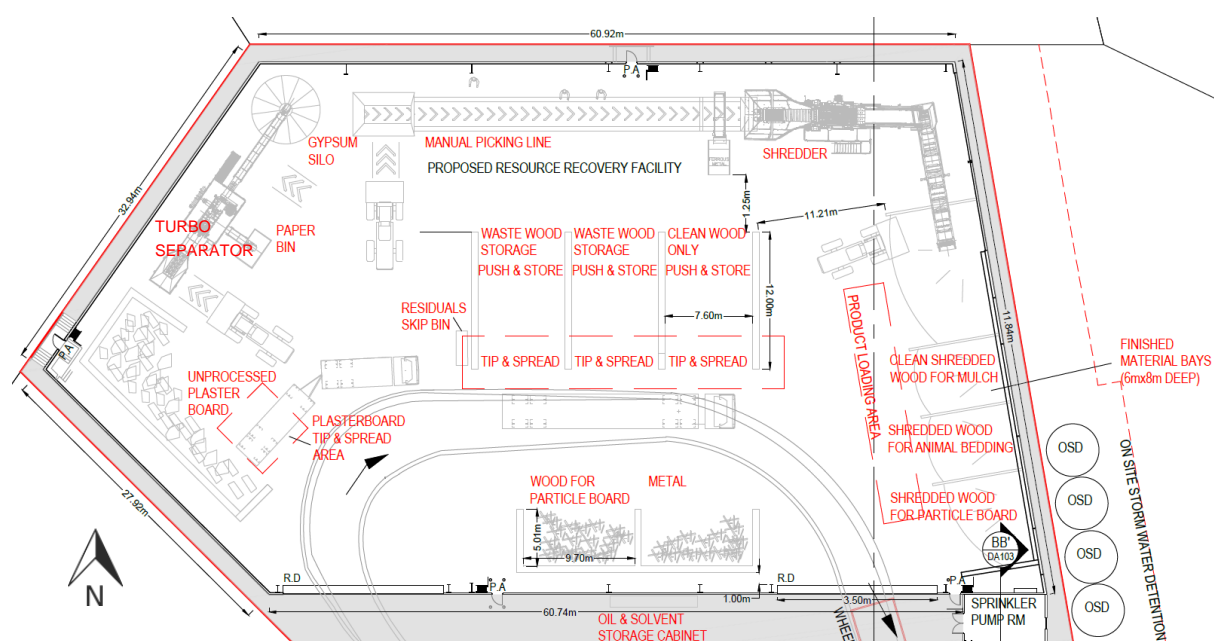 60.92m
P.A
GYPSUM
SILO
MANUAL PICKING LINE
SHREDDER
PROPOSED RESOURCE RECOVERY FACILITY
FERROUS
METAL
32.94m
1.25m
11.21m
TURBO
SEPARATOR
PAPER
BIN
WASTE WOOD
STORAGE
PUSH & STORE
WASTE WOOD
STORAGE
PUSH & STORE
CLEAN WOOD
ONLY
PUSH & STORE
12.00m
7.60m
RESIDUALS
SKIP BIN
TIP & SPREAD
TIP & SPREAD
TIP & SPREAD
PRODUCT LOADING AREA
11.84m
P.A
UNPROCESSED
PLASTER
BOARD
PLASTERBOARD
TIP & SPREAD
AREA
CLEAN SHREDDED
WOOD FOR MULCH
FINISHED
MATERIAL BAYS
(6mx8m DEEP)
SHREDDED WOOD
FOR ANIMAL BEDDING
SHREDDED WOOD
FOR PARTICLE BOARD
WOOD FOR
PARTICLE BOARD
METAL
5.01m
9.70m
27.92m
N
OSD
OSD
OSD
OSD
ON SITE STORM WATER DETENTION
BB'
DA103
R.D
P.A
1.00m
R.D
3.50m
P.A
60.74m
OIL & SOLVENT
STORAGE CABINET
WHEE
SPRINKLER
PUMP RM